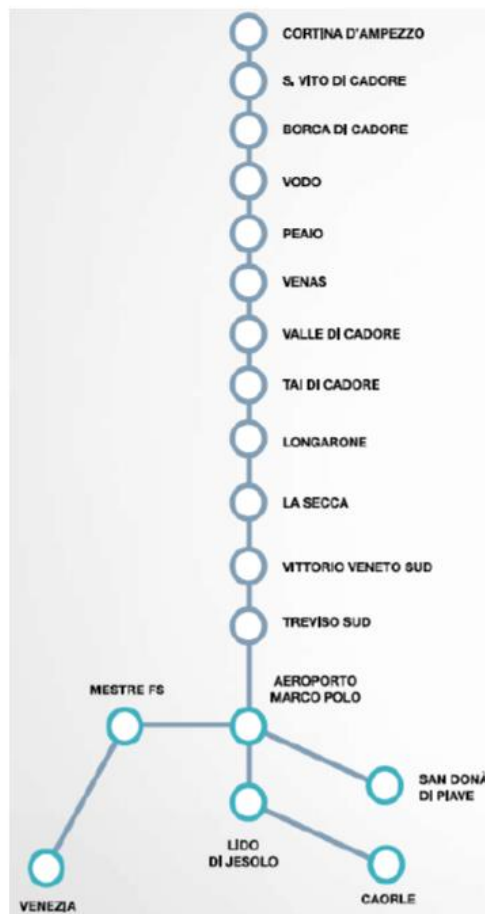 CORTINA D'AMPEZZO
S. VITO DI CADORE
BORCA DI CADORE
VODO
PEAIO
VENAS
VALLE DI CADORE
TAI DI CADORE
LONGARONE
LA SECCA
VITTORIO VENETO SUD
TREVISO SUD
AEROPORTO
MARCO POLO
MESTRE FS
SAN DONÀ
DI PIAVE
LIDO
DI JESOLO
CAORLE
VENEZIA